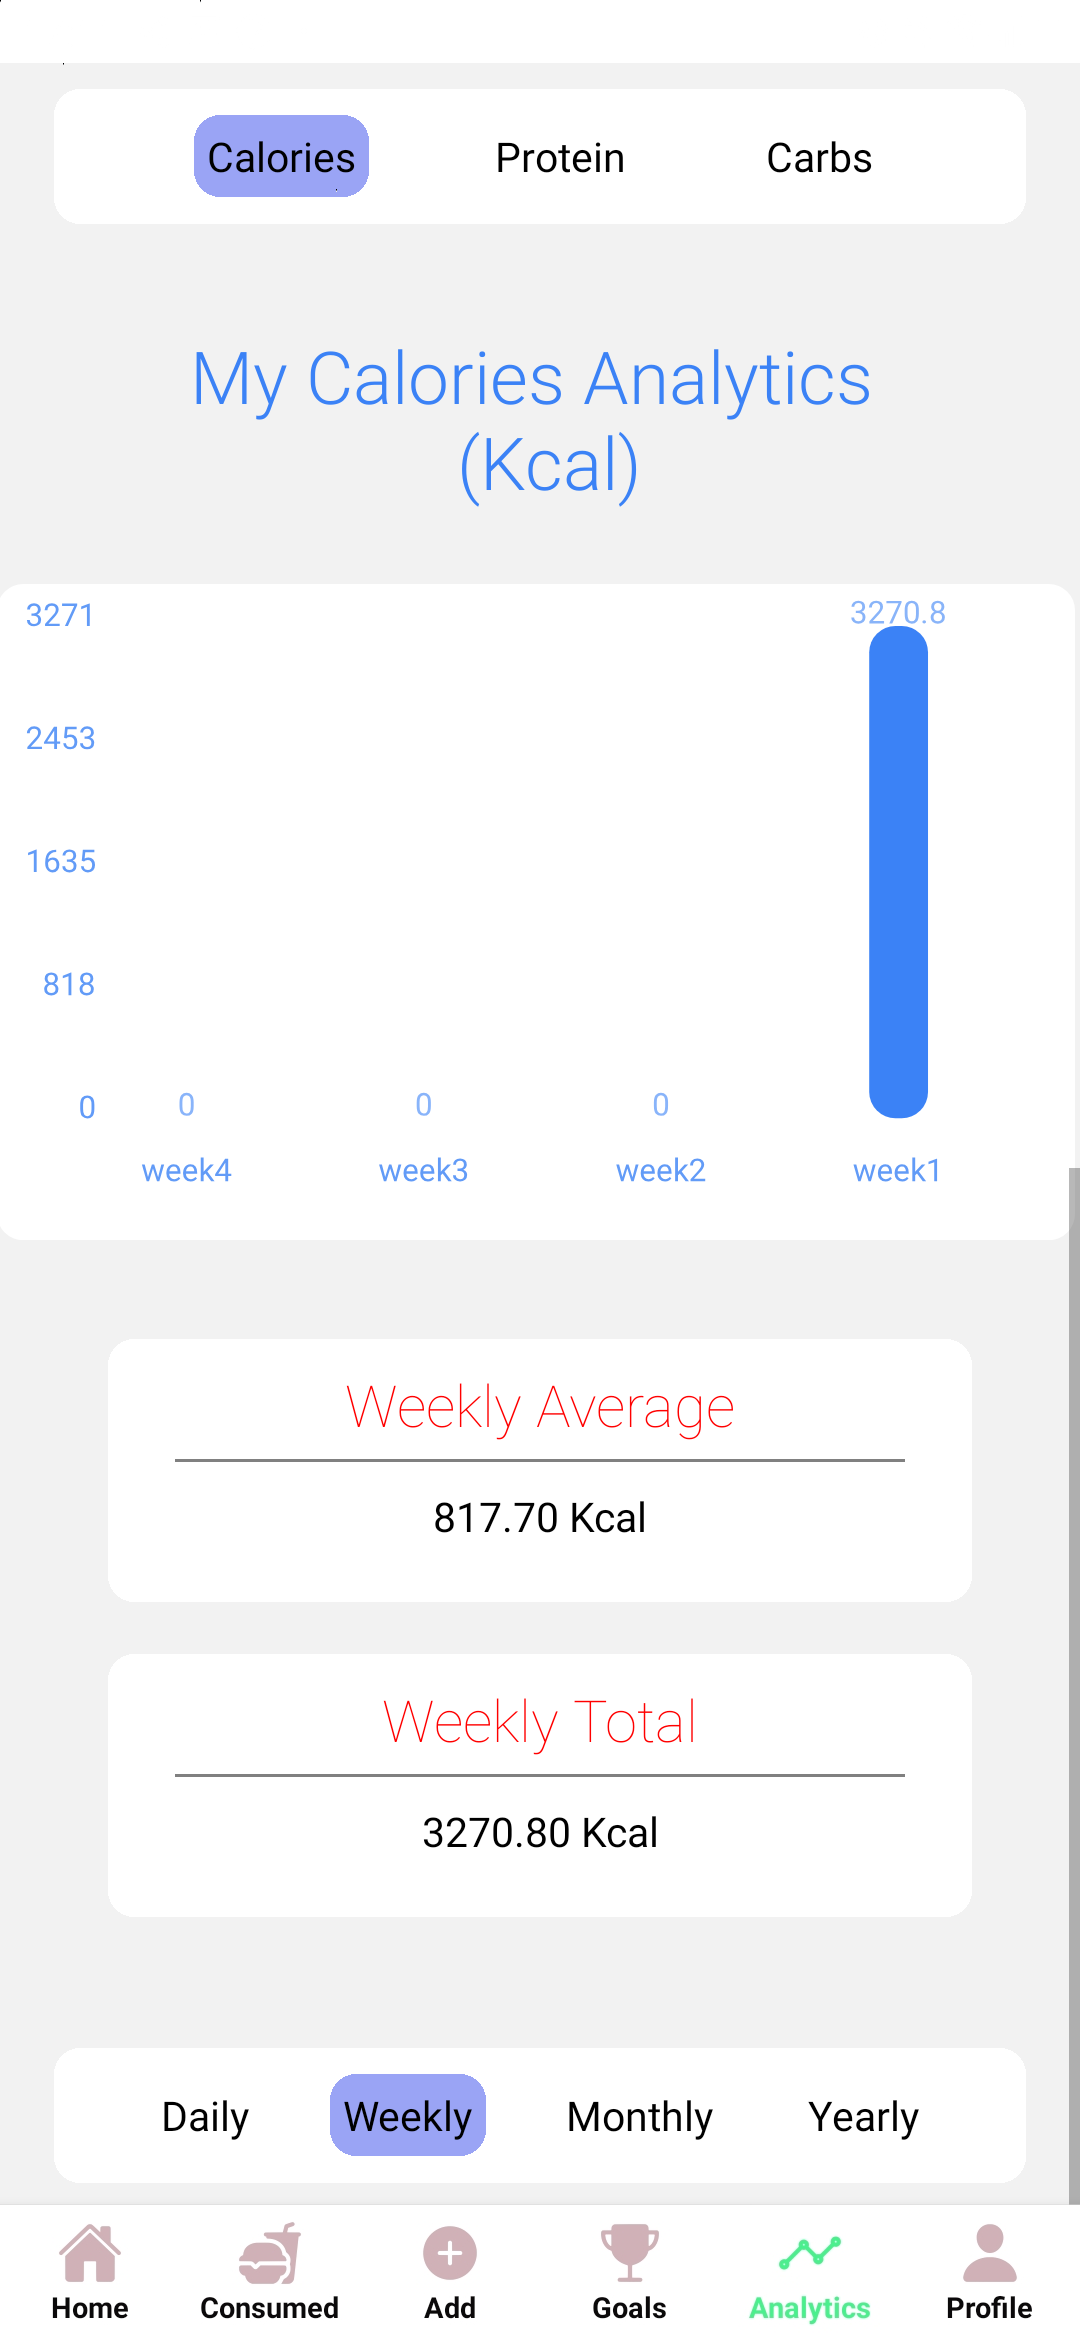 Calories Protein Carbs
My Calories Analytics
(Kcal)
3271
3270.8
2453
1635
818
0
0 0 0
week4 week3 week2 week1
Weekly Average
817.70 Kcal
Weekly Total
3270.80 Kcal
Daily Weekly Monthly Yearly
Home Consumed Add Goals Analytics Profile